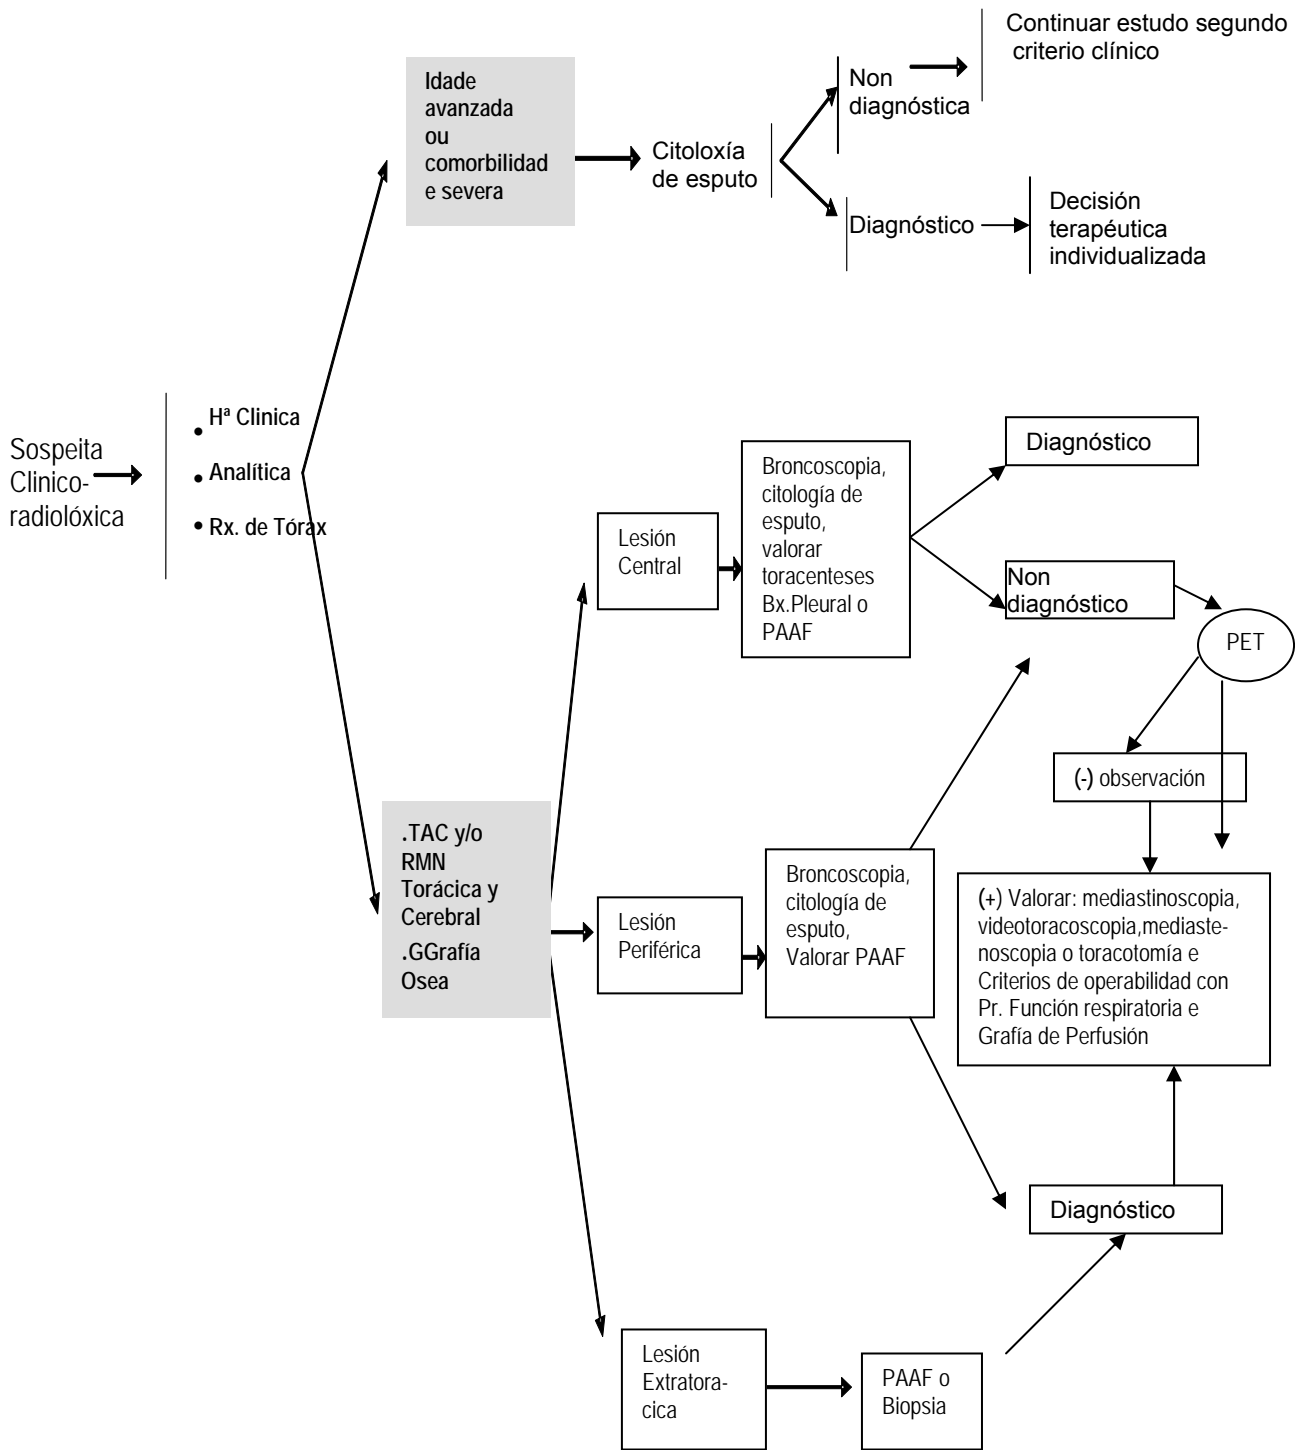 Continuar estudo segundo
criterio clínico
Idade
avanzada
ou
comorbilidad
e severa
Non
diagnóstica
Citoloxía
de esputo
Diagnóstico
Decisión
terapéutica
individualizada
Sospeita
Clinico-
radiolóxica
• Hª Clinica
• Analítica
• Rx. de Tórax
Lesión
Central
Broncoscopia,
citología de
esputo,
valorar
toracenteses
Bx.Pleural o
PAAF
Diagnóstico
Non
diagnóstico
PET
(-) observación
.TAC y/o
RMN
Torácica y
Cerebral
.GGrafía
Osea
Lesión
Periférica
Broncoscopia,
citología de
esputo,
Valorar PAAF
(+) Valorar: mediastinoscopia,
videotoracoscopia,mediaste-
noscopia o toracotomía e
Criterios de operabilidad con
Pr. Función respiratoria e
Grafía de Perfusión
Diagnóstico
Lesión
Extratora-
cica
PAAF o
Biopsia